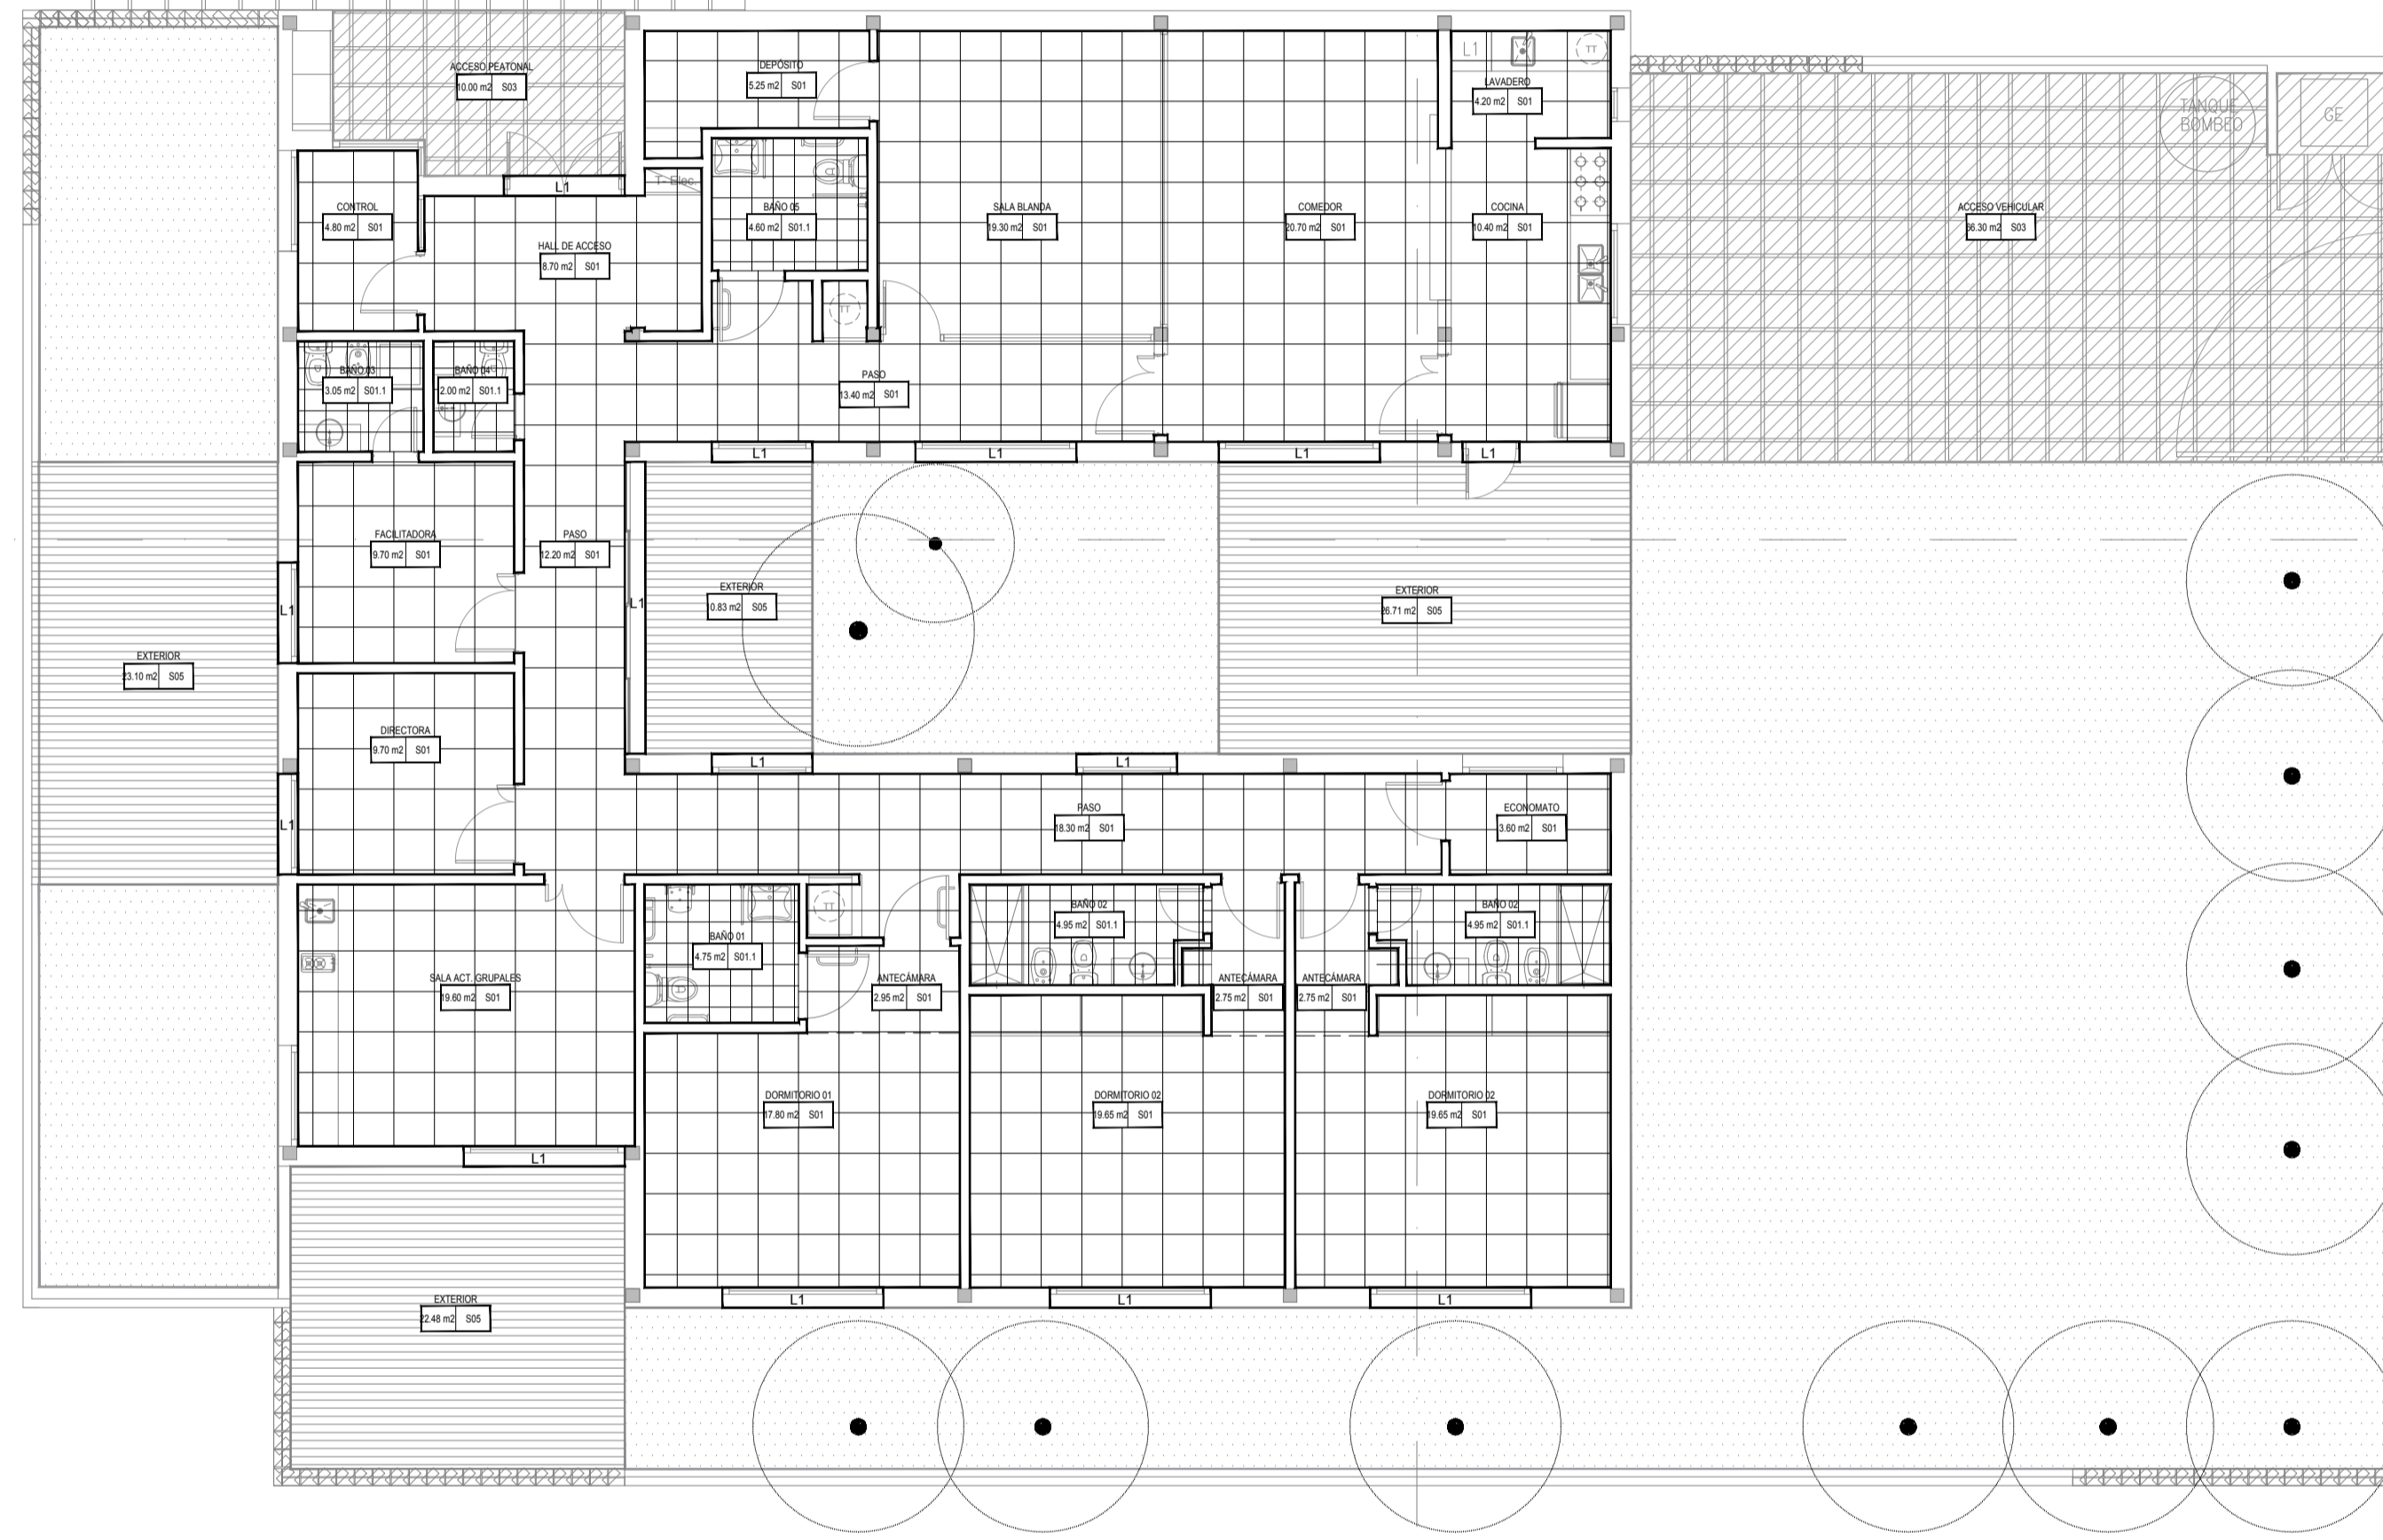 ACCESO PEATONAL
10.00 m2 S03
DEPÓSITO
5.25 m2 S01
L1
TT
LAVADERO
4.20 m2 S01
TANQUE
BOMBEO
GE
T- Elec.
L1
CONTROL
4.80 m2 S01
BAÑO 05
4.60 m2 S01.1
SALA BLANDA
19.30 m2 S01
COMEDOR
20.70 m2 S01
COCINA
10.40 m2 S01
ACCESO VEHICULAR
S03
HALL DE ACCESO
8.70 m2 S01
TT
BAÑO 03
3.05 m2 S01.1
BAÑO 04
2.00 m2 S01.1
PASO
13.40 m2 S01
L1
L1
L1
L1
FACILITADORA
9.70 m2 S01
PASO
12.20 m2 S01
EXTERIOR
0.83 m2 S05
EXTERIOR
26.71 m2 S05
L1
L1
EXTERIOR
23.10 m2 S05
DIRECTORA
9.70 m2 S01
L1
L1
L1
PASO
18.30 m2 S01
ECONOMATO
3.60 m2 S01
TT
BAÑO 01
4.75 m2 S01.1
BAÑO 02
4.95 m2 S01.1
BAÑO 02
4.95 m2 S01.1
SALA ACT. GRUPALES
19.60 m2 S01
ANTECÁMARA
2.95 m2 S01
ANTECÁMARA
2.75 m2 S01
ANTECÁMARA
2.75 m2 S01
DORMITORIO 01
17.80 m2 S01
DORMITORIO 02
19.65 m2 S01
DORMITORIO 02
19.65 m2 S01
L1
EXTERIOR
22.48 m2 S05
L1
L1
L1